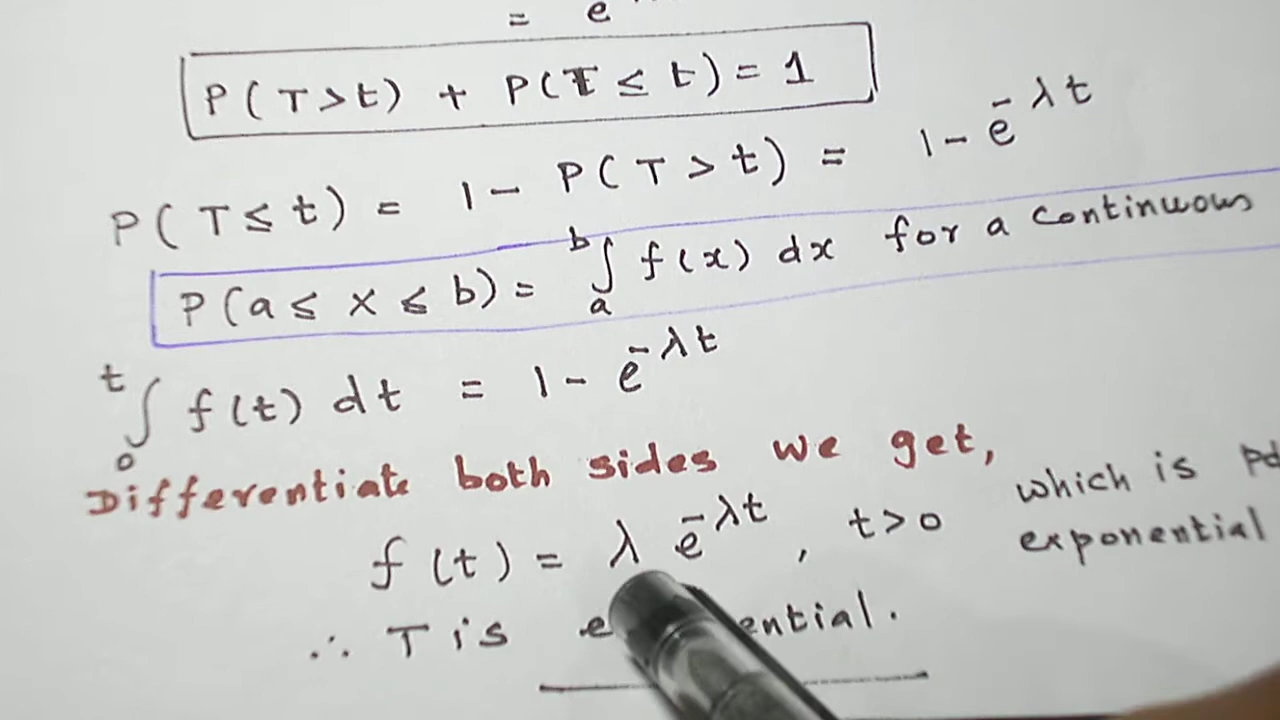 = e
P(T>t) + P(T ≤ t) = 1
P(T≤ t) = 1- P(T > t) = 1- e^-λt
P(a ≤ X ≤ b) = ∫_a^b f(x) dx for a continuous
∫_0^t f(t) dt = 1- e^-λt
Differentiate both sides we get,
f(t) = λ e^-λt , t>0 which is
exponential
∴ T is